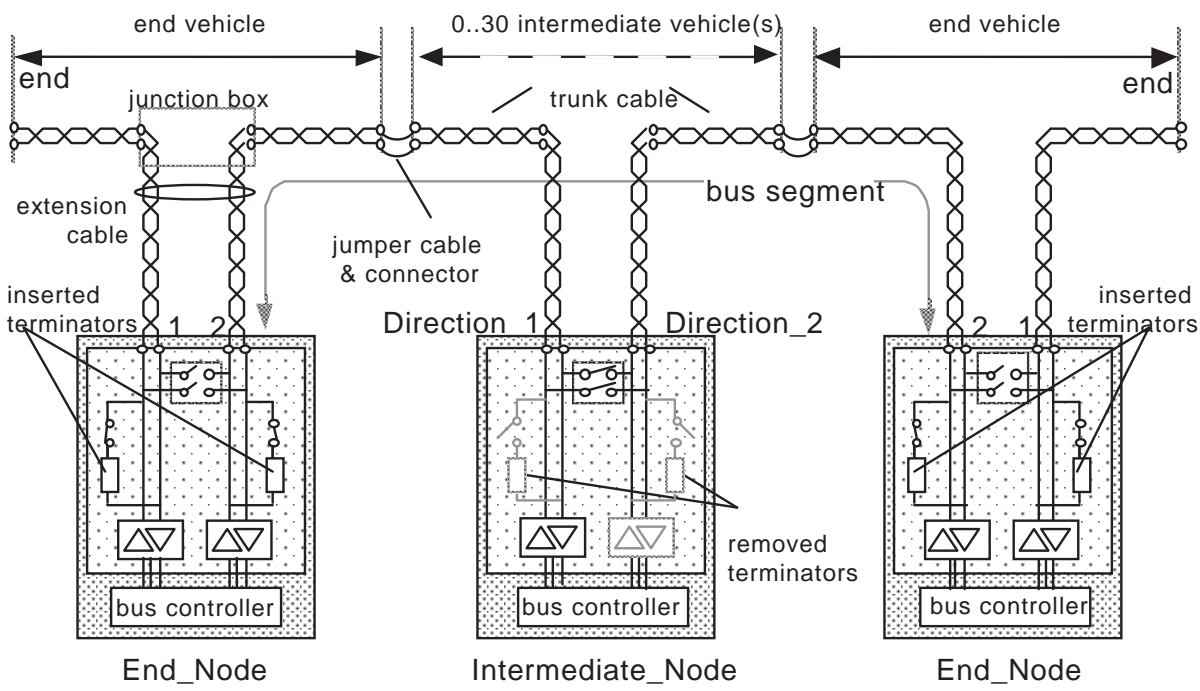 end vehicle
0..30 intermediate vehicle(s)
end vehicle
end
end
junction box
trunk cable
bus segment
extension
cable
jumper cable
& connector
inserted
terminators
1
2
Direction_1
Direction_2
2
1
inserted
terminators
removed
terminators
bus controller
bus controller
bus controller
End_Node
Intermediate_Node
End_Node